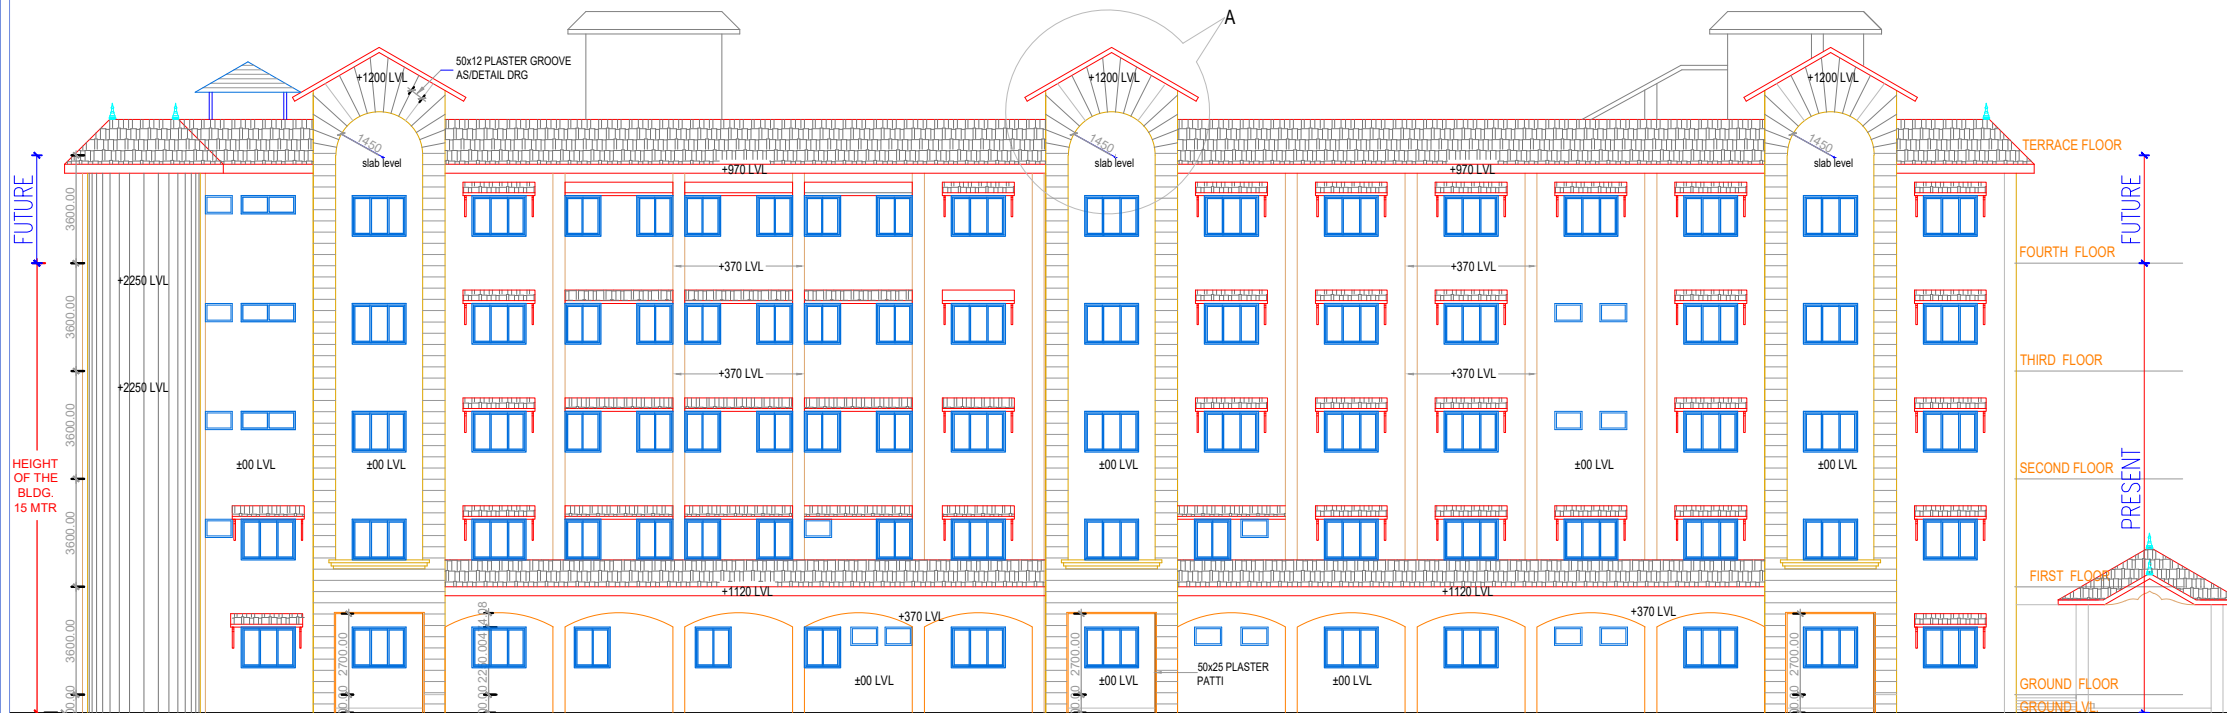 A
50x12 PLASTER GROOVE
AS/DETAIL DRG
+1200 LVL
+1200 LVL
+1200 LVL
1450
1450
1450
slab level
slab level
slab level
TERRACE FLOOR
+970 LVL
+970 LVL
FUTURE
FUTURE
3600.00
FOURTH FLOOR
+370 LVL
+370 LVL
+2250 LVL
3600.00
THIRD FLOOR
+370 LVL
+370 LVL
+2250 LVL
3600.00
HEIGHT
OF THE
BLDG.
15 MTR
±00 LVL
±00 LVL
±00 LVL
±00 LVL
±00 LVL
SECOND FLOOR
PRESENT
3600.00
FIRST FLOOR
+1120 LVL
+1120 LVL
+370 LVL
+370 LVL
3600.00
2700.00
2700.00
2700.00
50x25 PLASTER
PATTI
±00 LVL
±00 LVL
±00 LVL
GROUND FLOOR
GROUND LVL